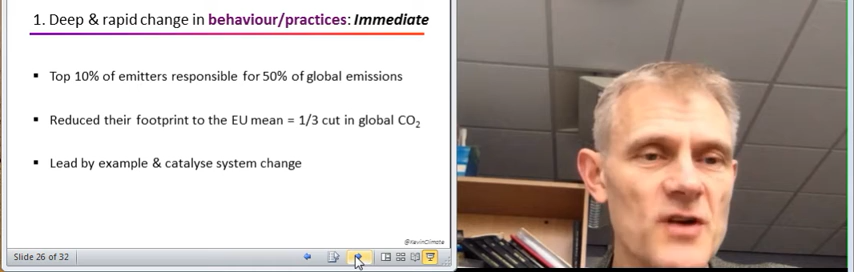 1. Deep & rapid change in behaviour/practices: Immediate
▪ Top 10% of emitters responsible for 50% of global emissions
▪ Reduced their footprint to the EU mean = 1/3 cut in global CO₂
▪ Lead by example & catalyse system change
@KevinClimate
Slide 26 of 32